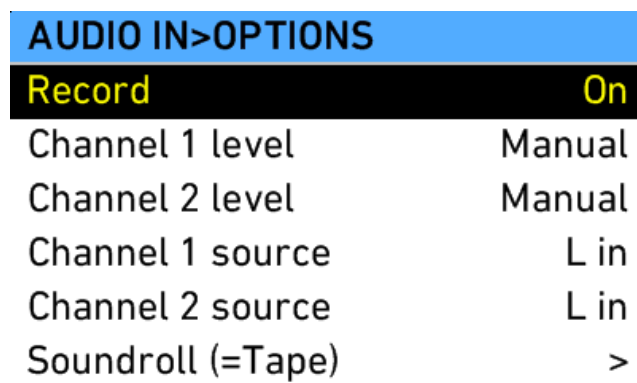 AUDIO IN>OPTIONS
Record On
Channel 1 level Manual
Channel 2 level Manual
Channel 1 source L in
Channel 2 source L in
Soundroll (=Tape) >